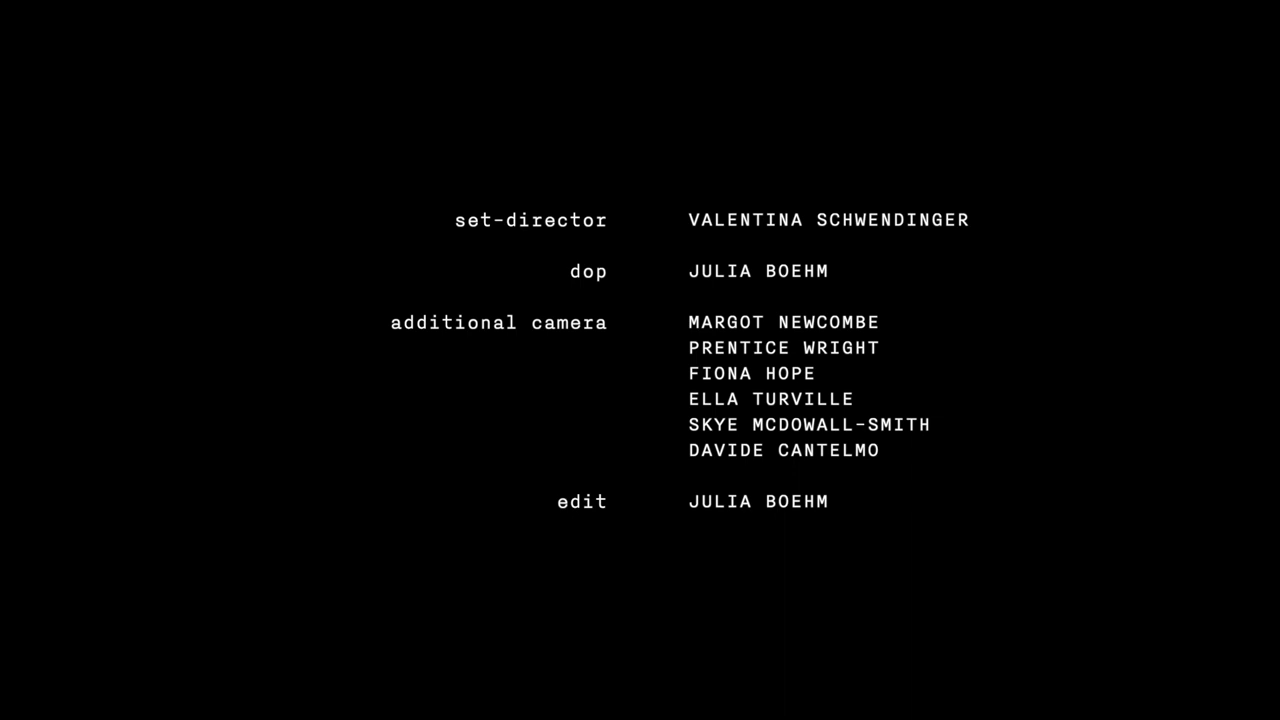 set-director VALENTINA SCHWENDINGER
dop JULIA BOEHM
additional camera MARGOT NEWCOMBE
PRENTICE WRIGHT
FIONA HOPE
ELLA TURVILLE
SKYE MCDOWALL-SMITH
DAVIDE CANTELMO
edit JULIA BOEHM